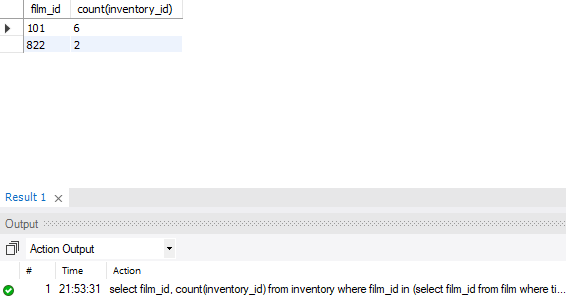 film_id count(inventory_id)
101 6
822 2
Result 1
Output
Action Output
# Time Action
1 21:53:31 select film_id, count(inventory_id) from inventory where film_id in (select film_id from film where ti...